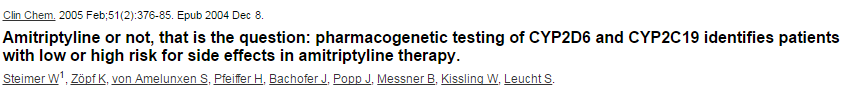 Clin Chem. 2005 Feb;51(2):376-85. Epub 2004 Dec 8.
Amitriptyline or not, that is the question: pharmacogenetic testing of CYP2D6 and CYP2C19 identifies patients
with low or high risk for side effects in amitriptyline therapy.
Steimer W1, Zöpf K, von Amelunxen S, Pfeiffer H, Bachofer J, Popp J, Messner B, Kissling W, Leucht S.